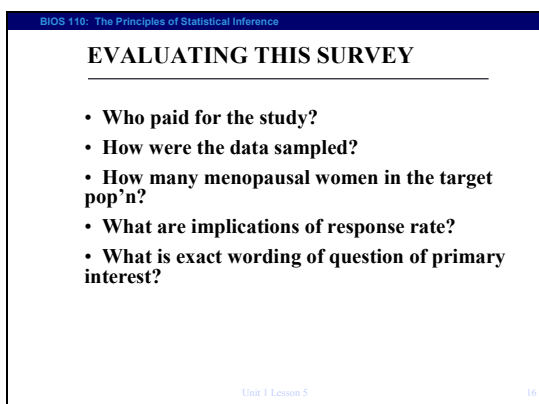 BIOS 110: The Principles of Statistical Inference
EVALUATING THIS SURVEY
• Who paid for the study?
• How were the data sampled?
• How many menopausal women in the target
pop'n?
• What are implications of response rate?
• What is exact wording of question of primary
interest?
Unit 1 Lesson 5 16